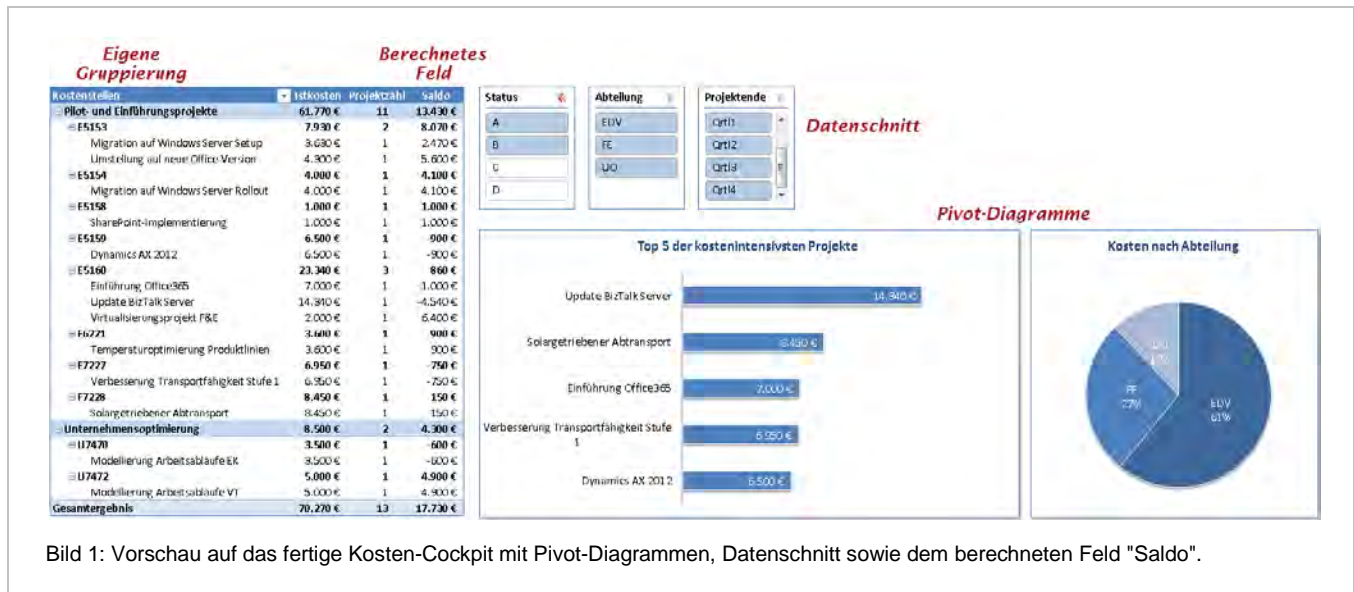 Eigene
Gruppierung
Berechnetes
Feld
Kostenstellen Istkosten Projektzahl Saldo
Pilot- und Einführungsprojekte 61.770 € 11 13.430 €
E5153 7.930 € 2 8.070 €
Migration auf Windows Server Setup 3.630 € 1 2.470 €
Umstellung auf neue Office Version 4.300 € 1 5.600 €
E5154 4.000 € 1 4.100 €
Migration auf Windows Server Rollout 4.000 € 1 4.100 €
E5158 1.000 € 1 1.000 €
SharePoint-Implementierung 1.000 € 1 1.000 €
E5159 6.500 € 1 -900 €
Dynamics AX 2012 6.500 € 1 -900 €
E5160 23.340 € 3 860 €
Einführung Office365 7.000 € 1 1.000 €
Update BizTalk Server 14.340 € 1 -4.540 €
Virtualisierungsprojekt F&E 2.000 € 1 6.400 €
F6221 3.600 € 1 900 €
Temperaturoptimierung Produktlinien 3.600 € 1 900 €
F7227 6.950 € 1 -750 €
Verbesserung Transportfähigkeit Stufe 1 6.950 € 1 -750 €
F7228 8.450 € 1 150 €
Solargetriebener Abtransport 8.450 € 1 150 €
Unternehmensoptimierung 8.500 € 2 4.300 €
U7470 3.500 € 1 -600 €
Modellierung Arbeitsabläufe EK 3.500 € 1 -600 €
U7472 5.000 € 1 4.900 €
Modellierung Arbeitsabläufe VT 5.000 € 1 4.900 €
Gesamtergebnis 70.270 € 13 17.730 €
Status
A
B
C
D
Abteilung
EDV
FE
UO
Projektende
Qrtl1
Qrtl2
Qrtl3
Qrtl4
Datenschnitt
Pivot-Diagramme
Top 5 der kostenintensivsten Projekte
Update BizTalk Server 14.340 €
Solargetriebener Abtransport 8.450 €
Einführung Office365 7.000 €
Verbesserung Transportfähigkeit Stufe
1 6.950 €
Dynamics AX 2012 6.500 €
Kosten nach Abteilung
FE
27%
EDV
61%
Bild 1: Vorschau auf das fertige Kosten-Cockpit mit Pivot-Diagrammen, Datenschnitt sowie dem berechneten Feld "Saldo".